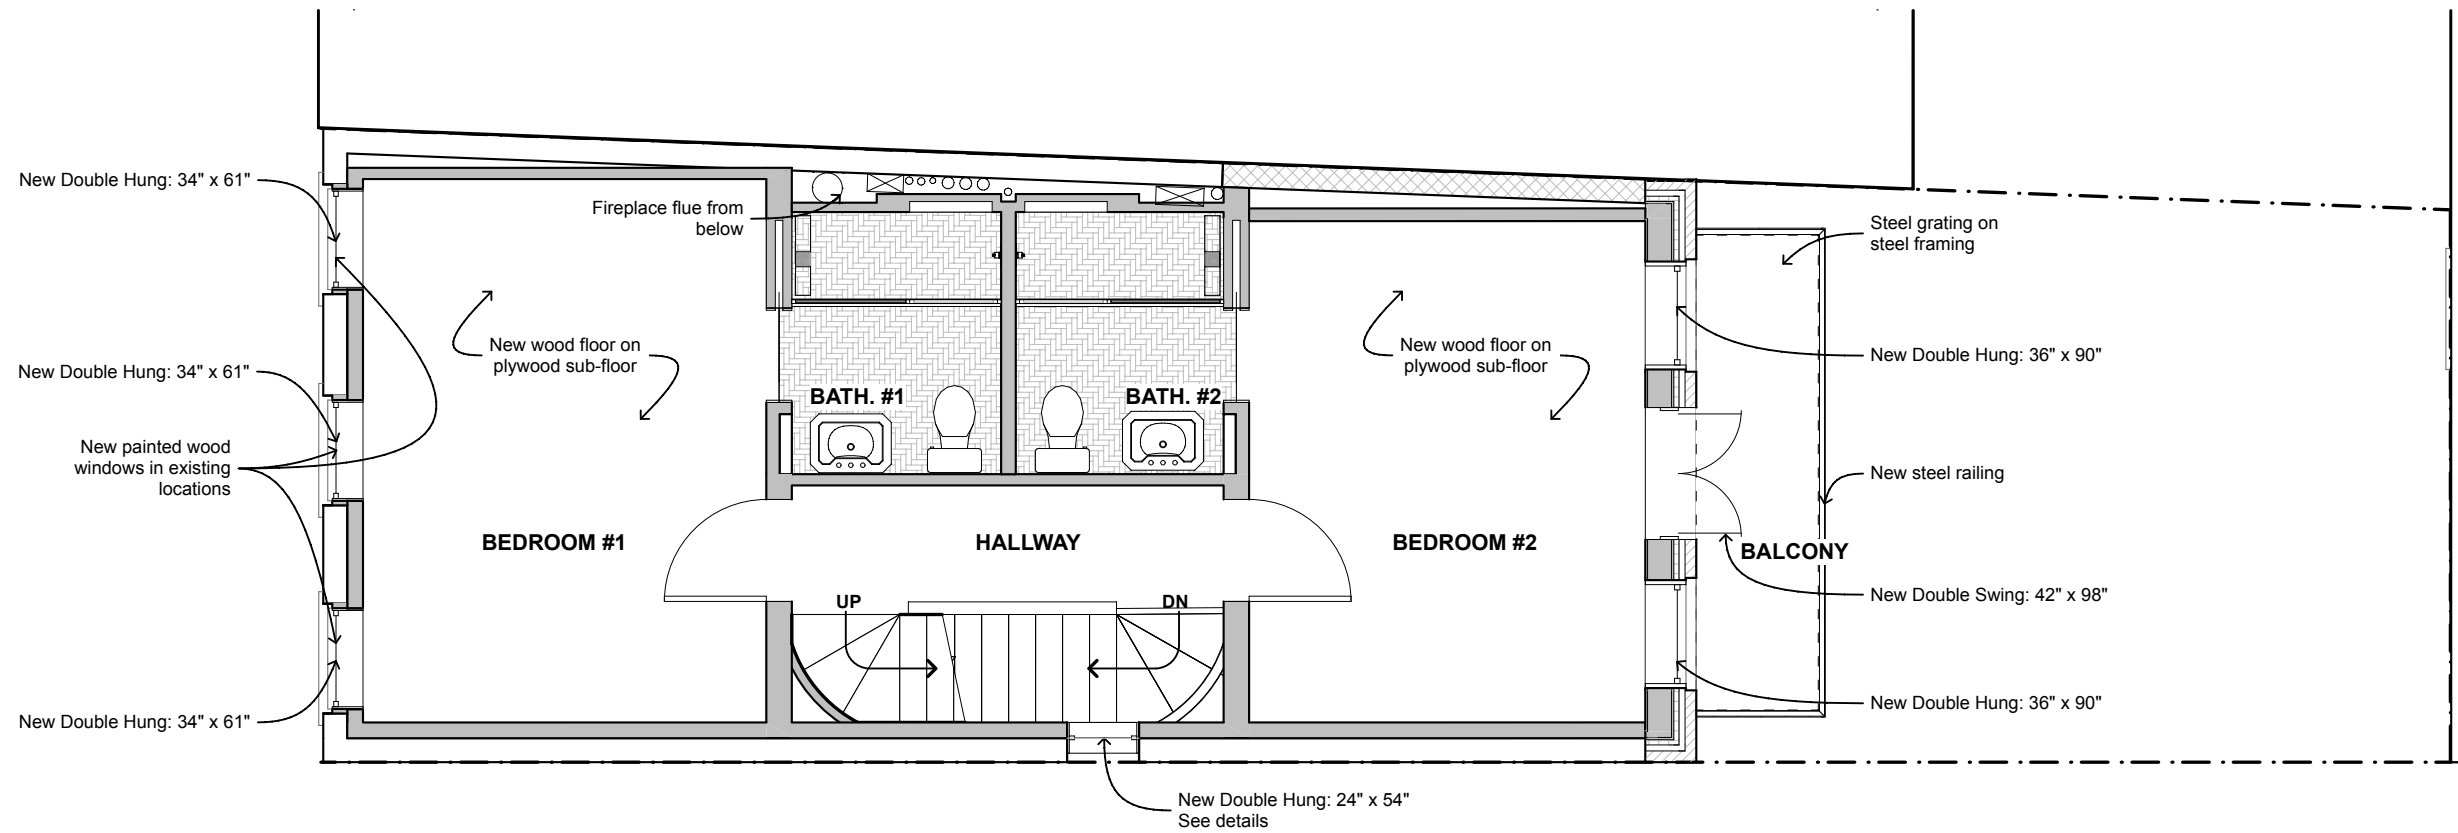 New Double Hung: 34" x 61"
Fireplace flue from
below
Steel grating on
steel framing
New wood floor on
plywood sub-floor
New wood floor on
plywood sub-floor
New Double Hung: 36" x 90"
New Double Hung: 34" x 61"
BATH. #1
BATH. #2
New painted wood
windows in existing
locations
New steel railing
BEDROOM #1
HALLWAY
BEDROOM #2
BALCONY
UP
DN
New Double Swing: 42" x 98"
New Double Hung: 36" x 90"
New Double Hung: 34" x 61"
New Double Hung: 24" x 54"
See details